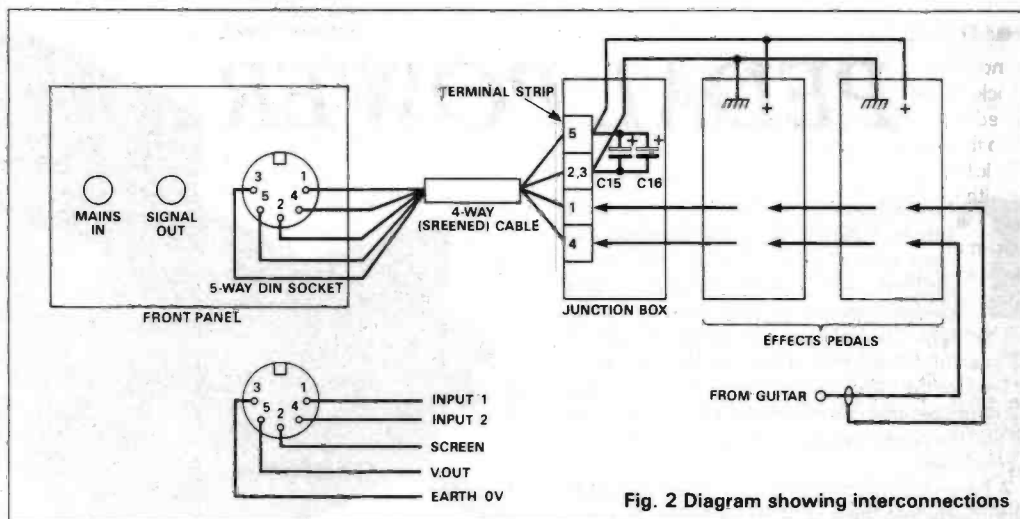 TERMINAL STRIP
5
2,3
1
4
C15
C16
+
+
+
+
3
1
5
4
2
MAINS
IN
SIGNAL
OUT
4-WAY
(SREENED) CABLE
5-WAY DIN SOCKET
FRONT PANEL
JUNCTION BOX
EFFECTS PEDALS
FROM GUITAR
3
1
5
4
2
INPUT 1
INPUT 2
SCREEN
V.OUT
EARTH 0V
Fig. 2 Diagram showing interconnections